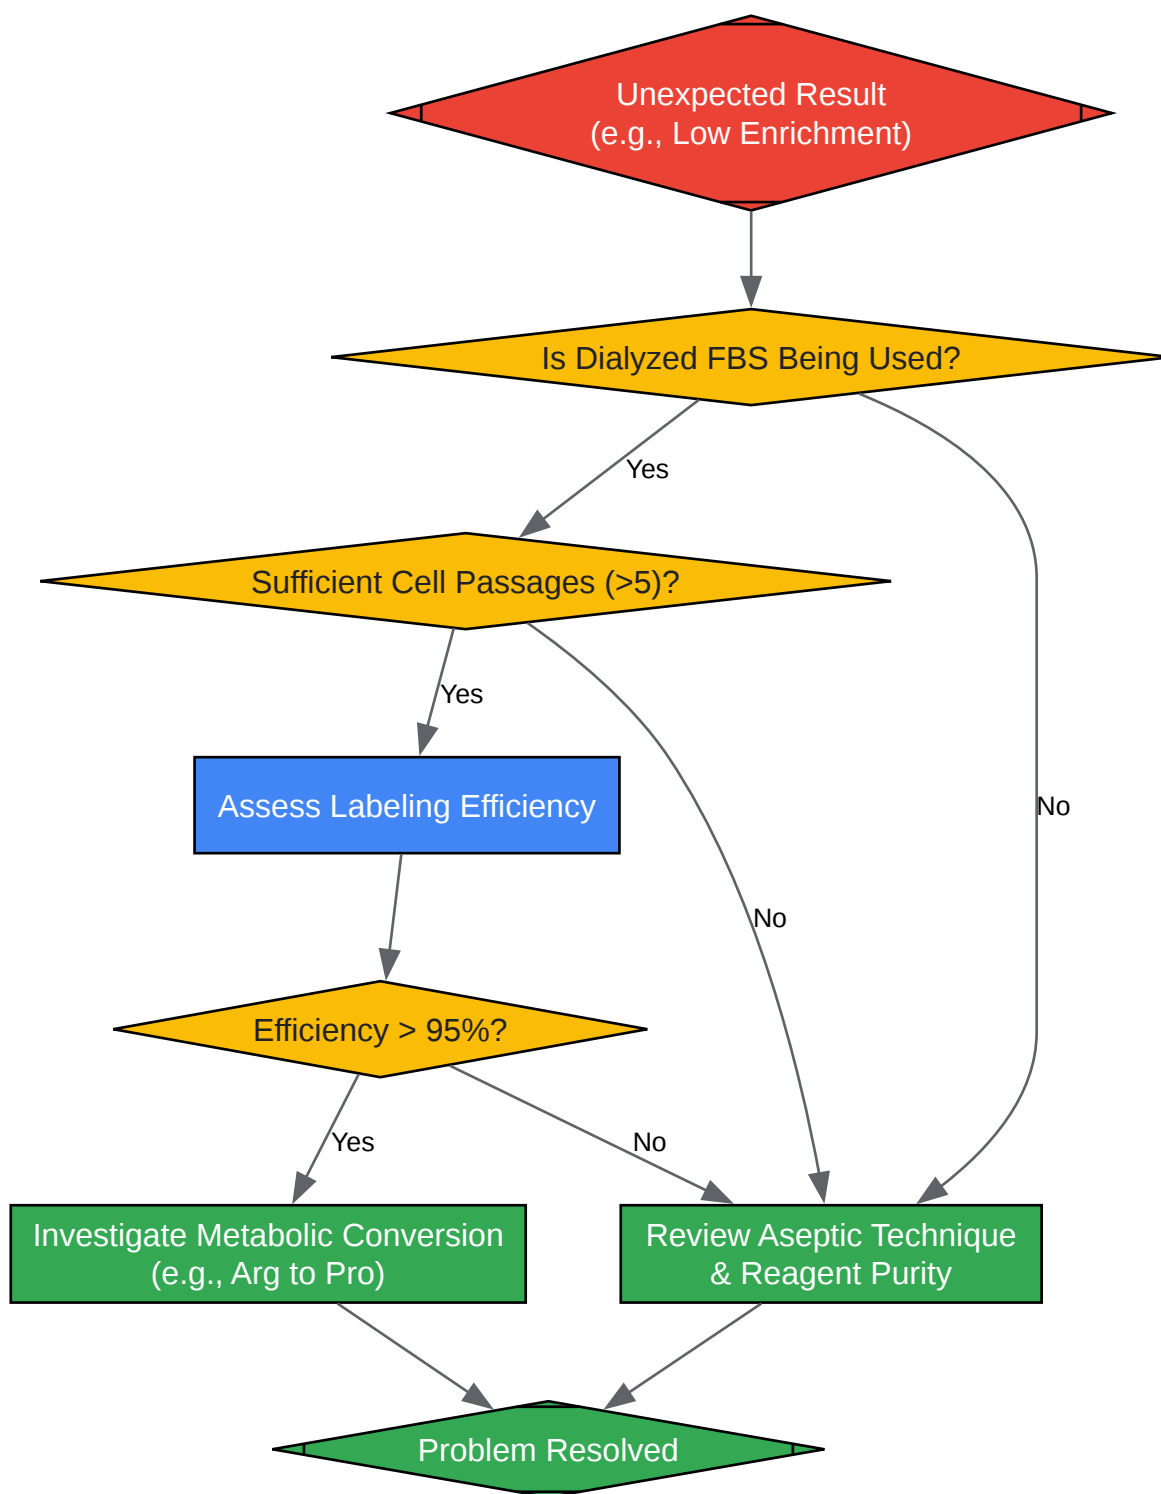 Unexpected Result
(e.g., Low Enrichment)
Is Dialyzed FBS Being Used?
Yes
Sufficient Cell Passages (>5)?
Yes
Assess Labeling Efficiency
No
No
Efficiency > 95%?
Yes
No
Investigate Metabolic Conversion
(e.g., Arg to Pro)
Review Aseptic Technique
& Reagent Purity
Problem Resolved